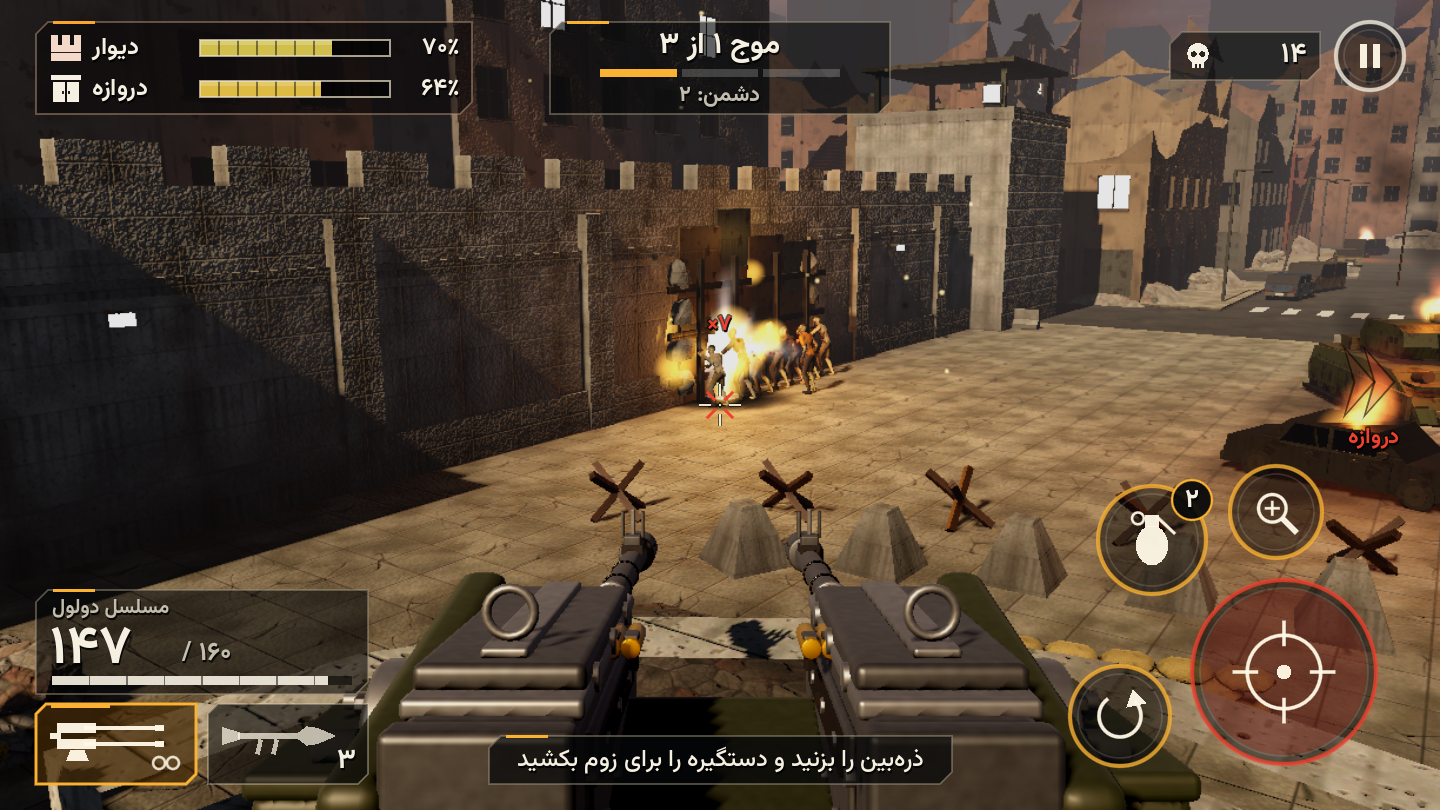 دیوار
۷۰٪
دروازه
۶۴٪
موج ۱ از ۳
دشمن: ۲
۱۴
×۷
دروازه
۲
مسلسل دولول
۱۴۷ / ۱۶۰
∞
۳
ذره‌بین را بزنید و دستگیره را برای زوم بکشید